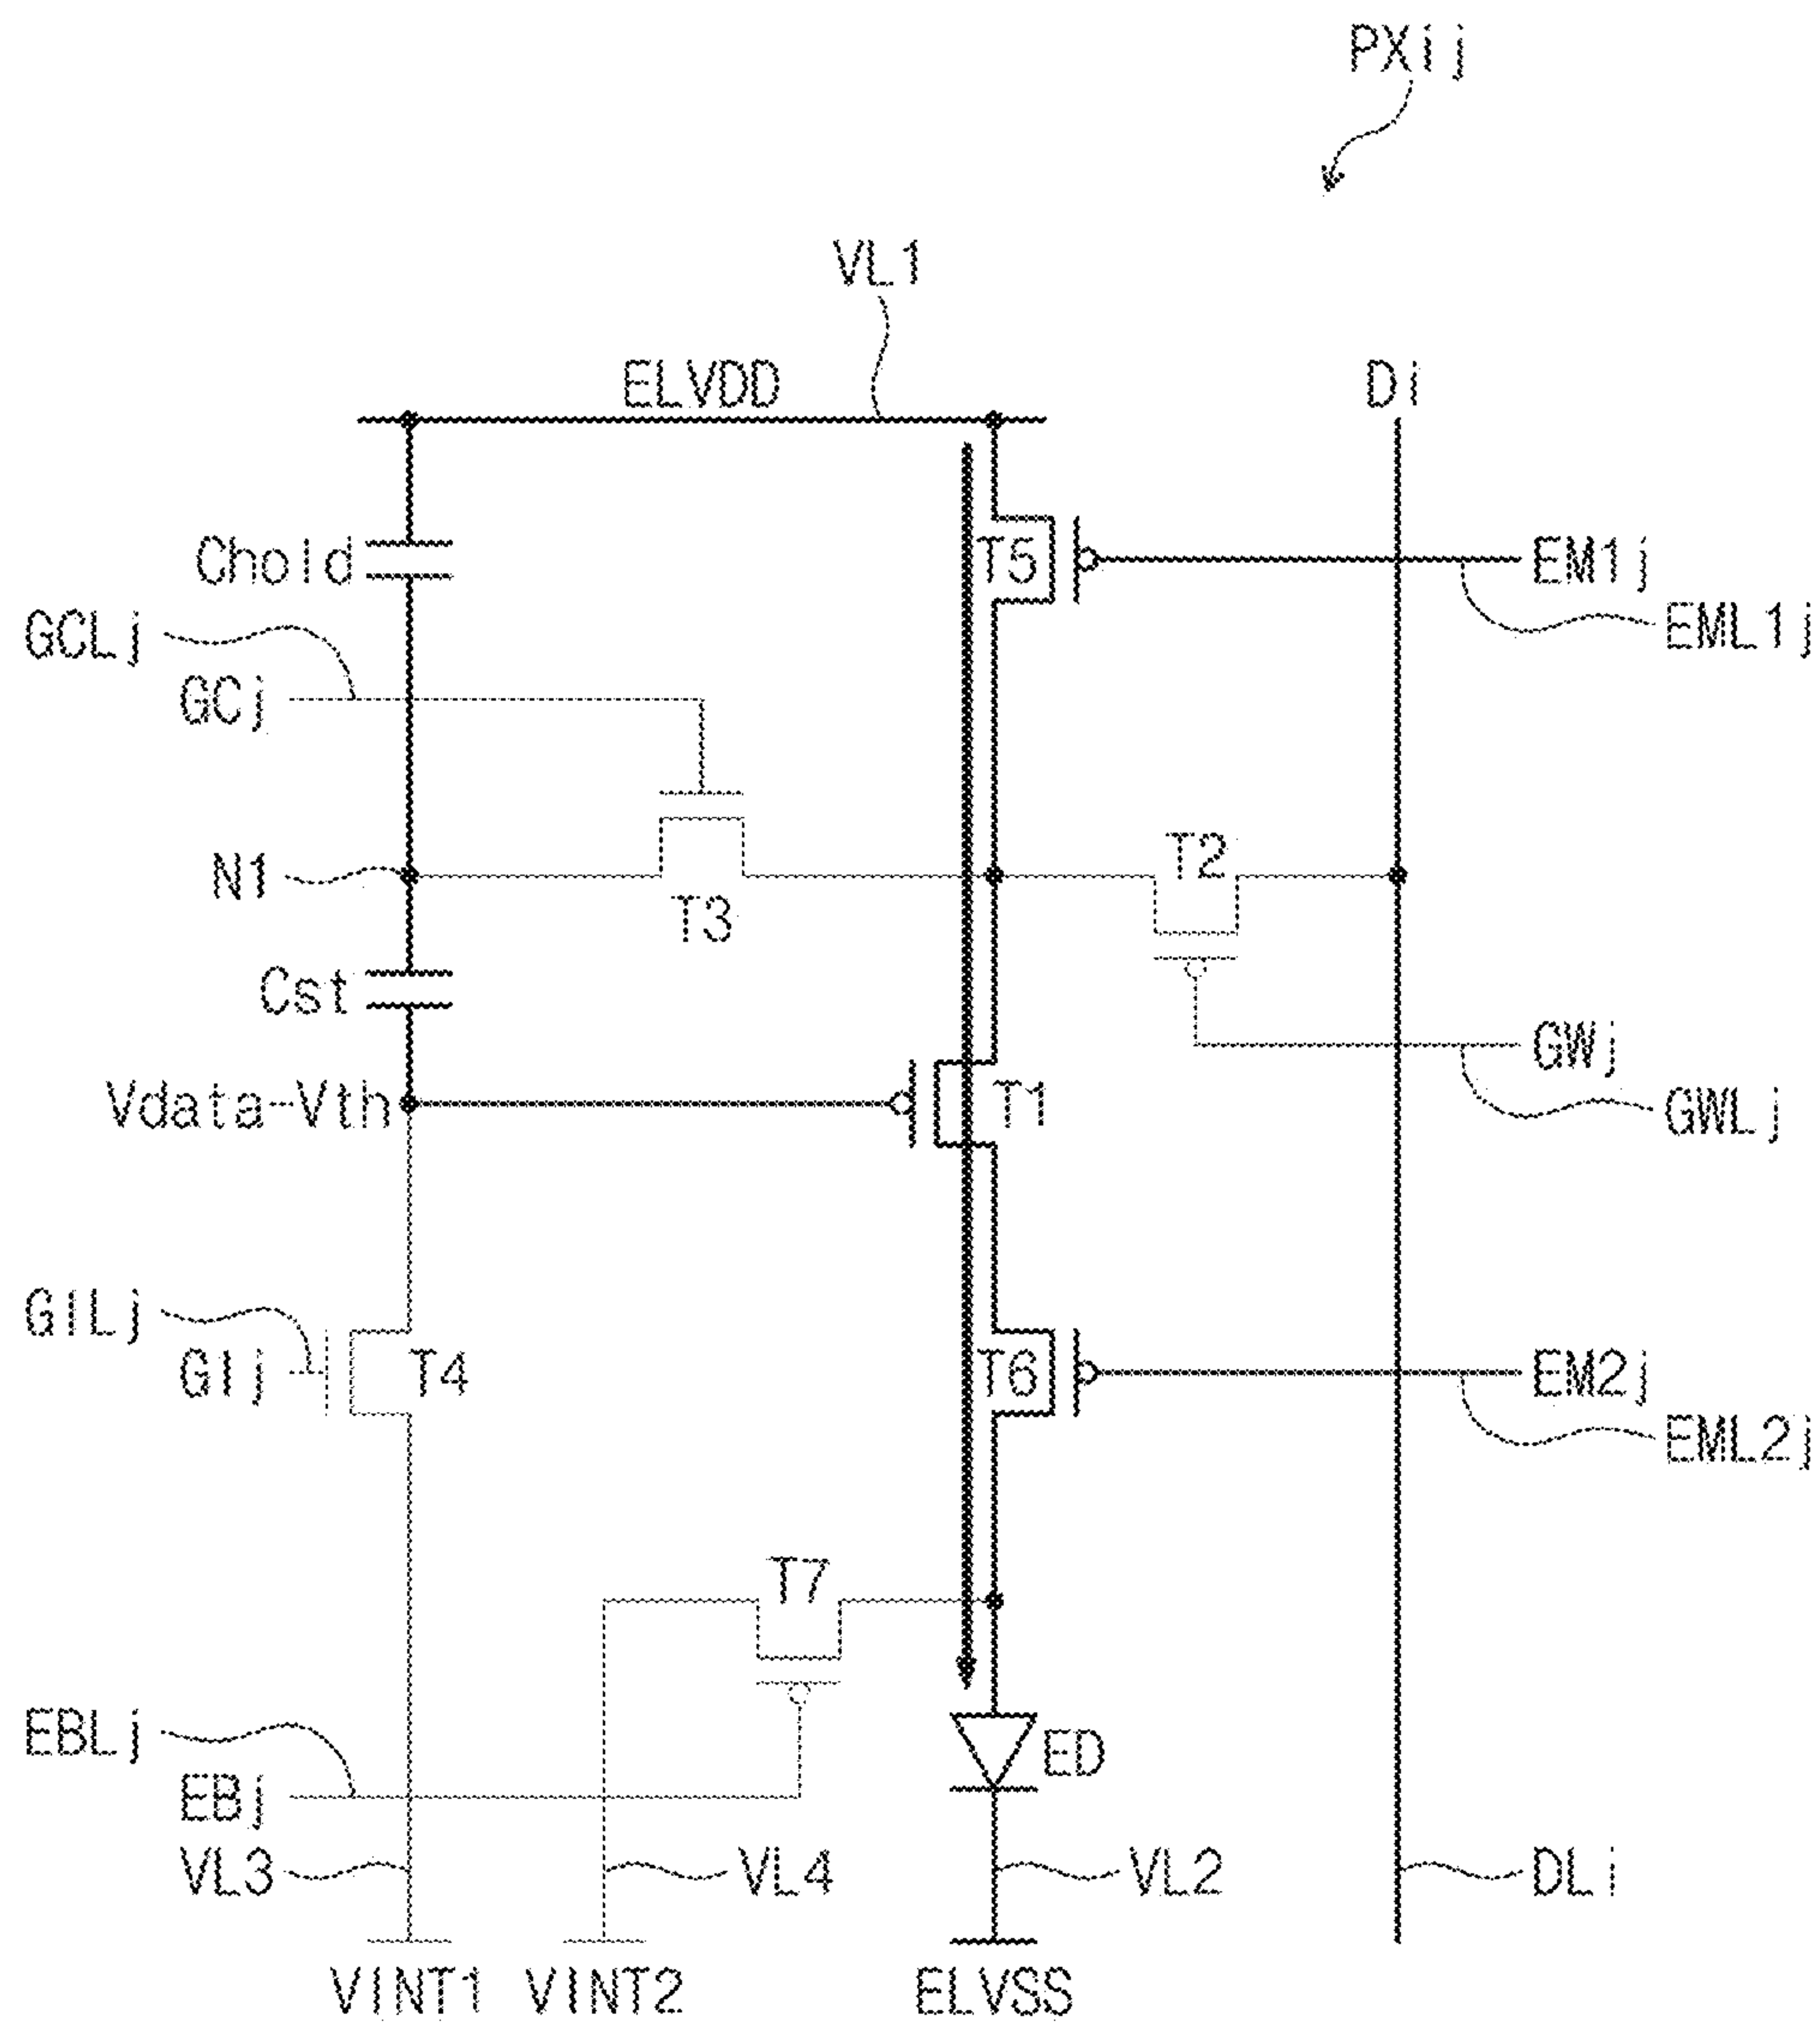 PXij
VL1
ELVDD
Di
Chold
T5
EM1j
EML1j
GCLj
GCj
N1
T3
T2
Cst
GWj
GWLj
Vdata-Vth
T1
GILj
GIj
T4
T6
EM2j
EML2j
T7
EBLj
EBj
ED
VL3
VL4
VL2
DLi
VINT1
VINT2
ELVSS